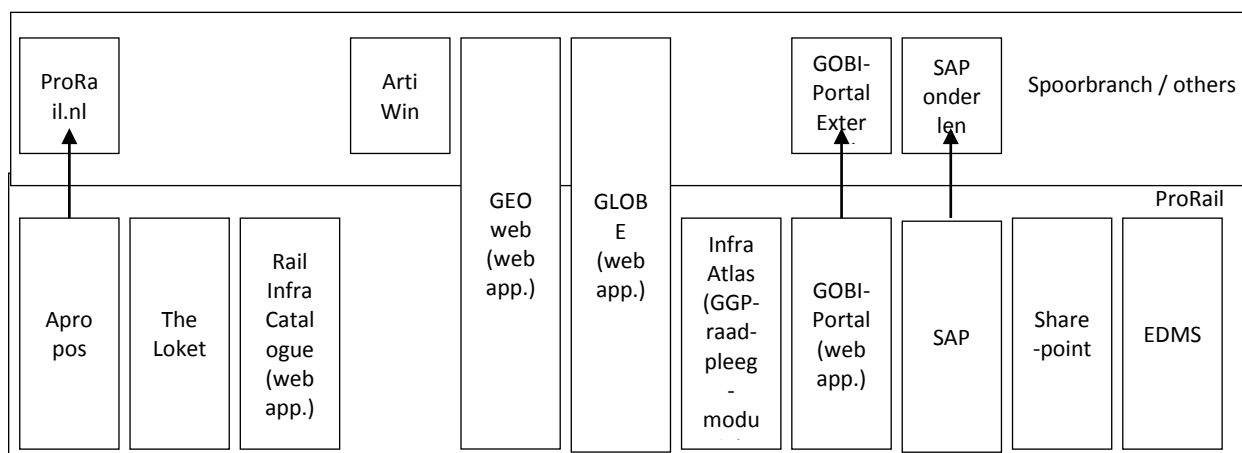 ProRa
il.nl
Arti
Win
GOBI-
Portal
Exter
SAP
onder
len
Spoorbranch / others
ProRail
Apro
pos
The
Loket
Rail
Infra
Catal
ogue
(web
app.)
GEO
web
(web
app.)
GLOB
E
(web
app.)
Infra
Atlas
(GGP-
raad-
pleeg
-
modu
GOBI-
Portal
(web
app.)
SAP
Share
-point
EDMS